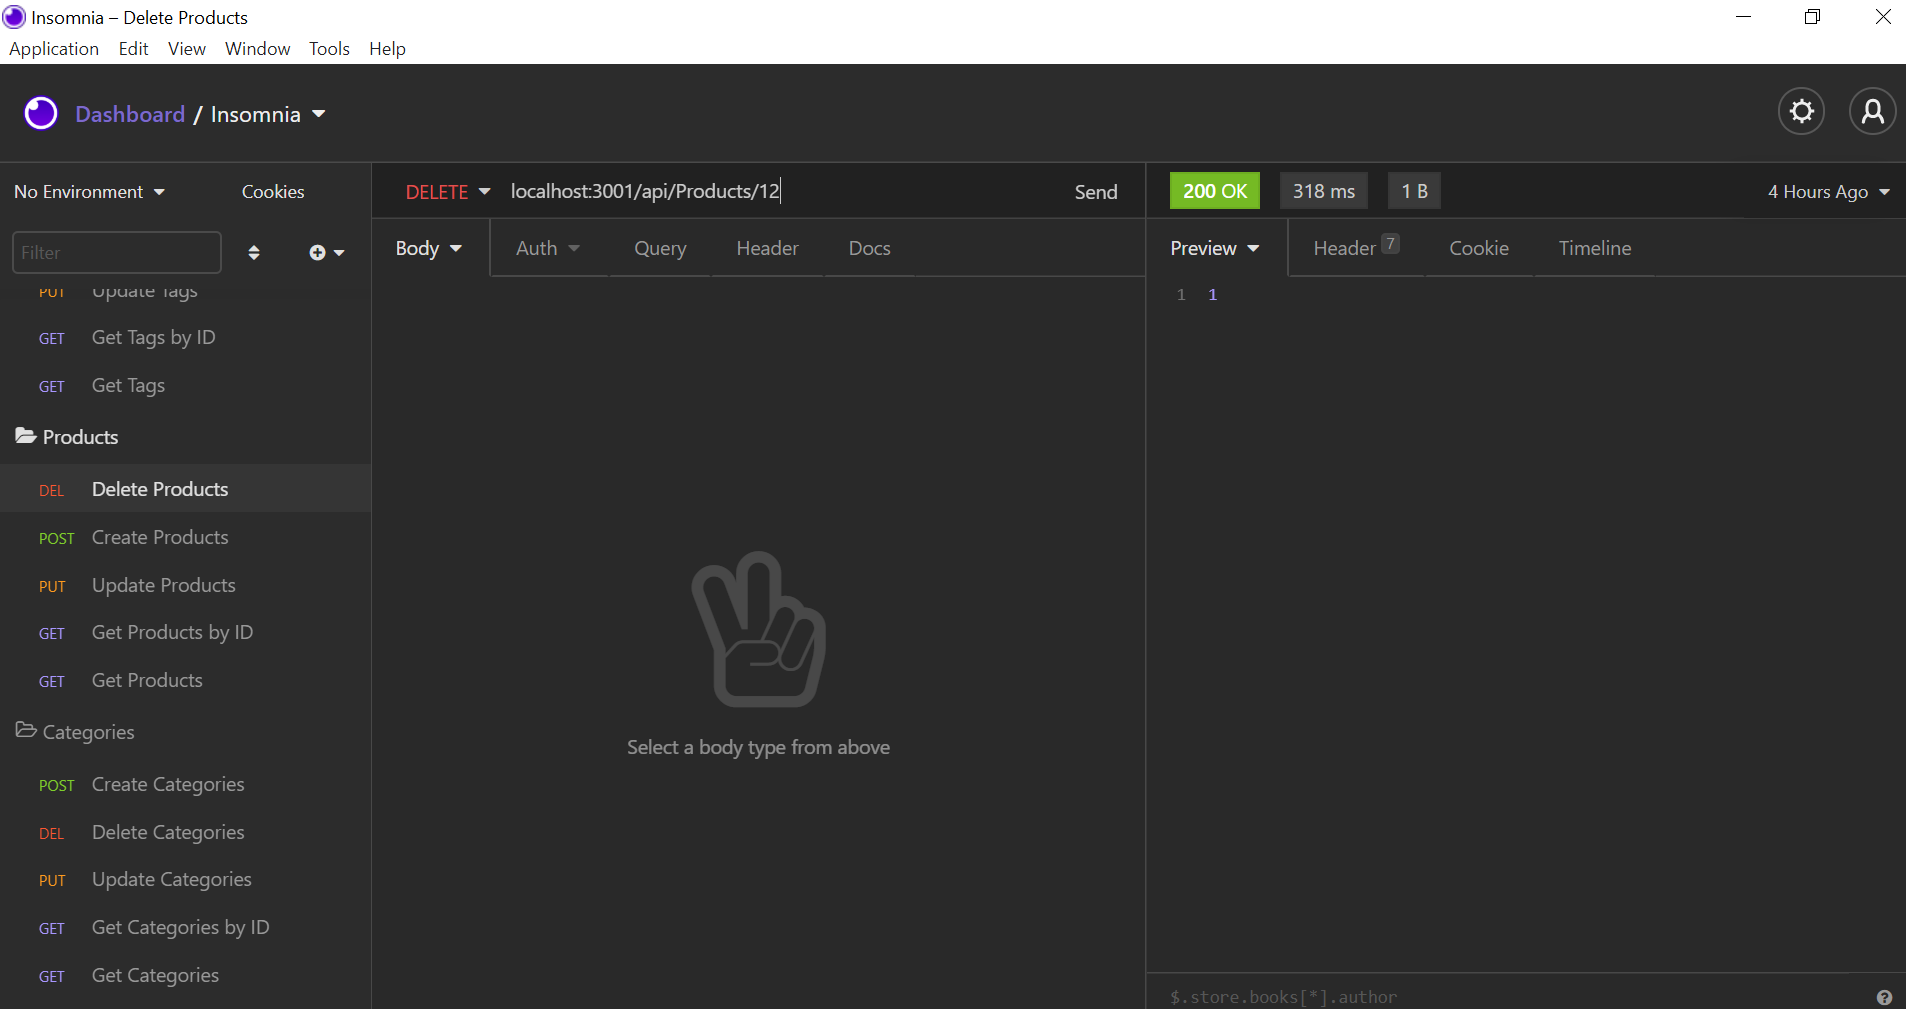 Insomnia – Delete Products
Application Edit View Window Tools Help
Dashboard / Insomnia
No Environment Cookies
Filter
PUT Update Tags
GET Get Tags by ID
GET Get Tags
Products
DEL Delete Products
POST Create Products
PUT Update Products
GET Get Products by ID
GET Get Products
Categories
POST Create Categories
DEL Delete Categories
PUT Update Categories
GET Get Categories by ID
GET Get Categories
DELETE localhost:3001/api/Products/12 Send
Body Auth Query Header Docs
Select a body type from above
200 OK 318 ms 1 B 4 Hours Ago
Preview Header 7 Cookie Timeline
1 1
$.store.books[*].author ?